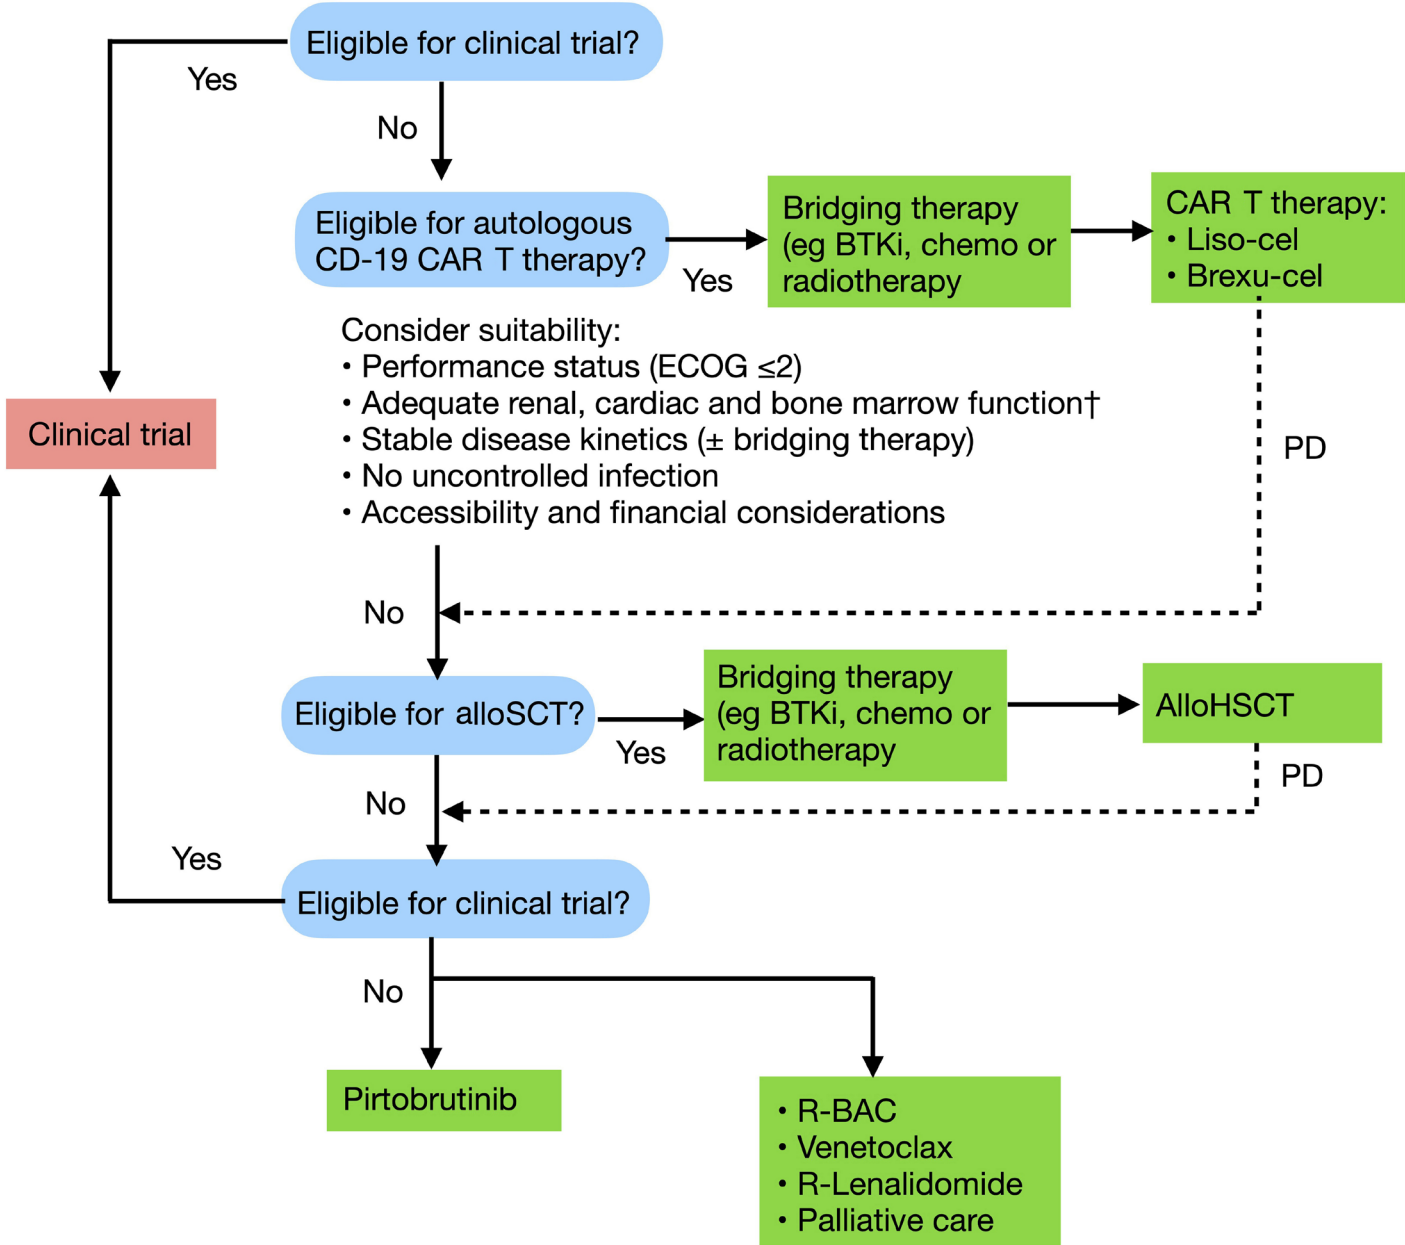 Eligible for clinical trial?
Yes
No
Eligible for autologous
CD-19 CAR T therapy?
Yes
Bridging therapy
(eg BTKi, chemo or
radiotherapy
CAR T therapy:
• Liso-cel
• Brexu-cel
Consider suitability:
• Performance status (ECOG ≤2)
• Adequate renal, cardiac and bone marrow function†
• Stable disease kinetics (± bridging therapy)
• No uncontrolled infection
• Accessibility and financial considerations
Clinical trial
PD
No
Eligible for alloSCT?
Yes
Bridging therapy
(eg BTKi, chemo or
radiotherapy
AlloHSCT
PD
No
Yes
Eligible for clinical trial?
No
Pirtobrutinib
• R-BAC
• Venetoclax
• R-Lenalidomide
• Palliative care